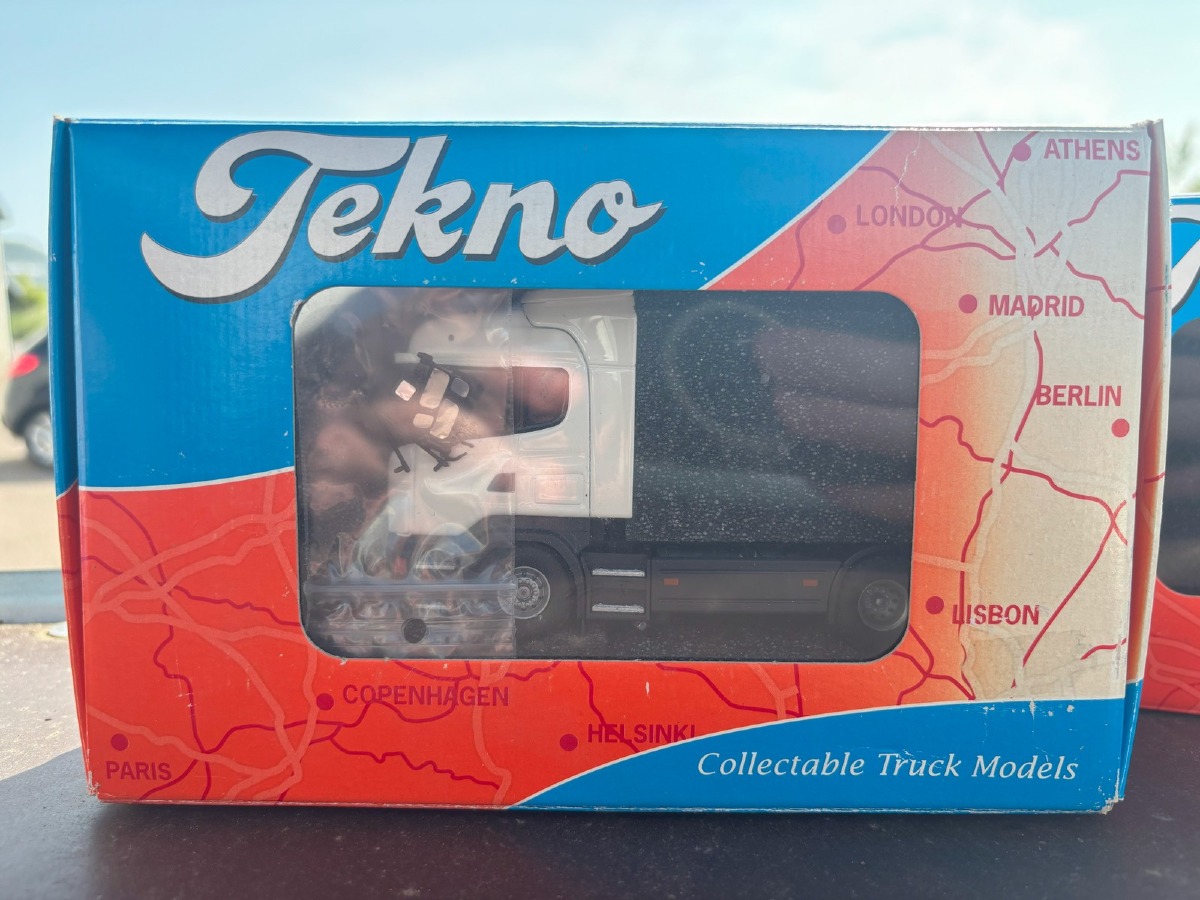 Tekno
ATHENS
LONDON
MADRID
BERLIN
LISBON
COPENHAGEN
HELSINKI
PARIS
Collectable Truck Models